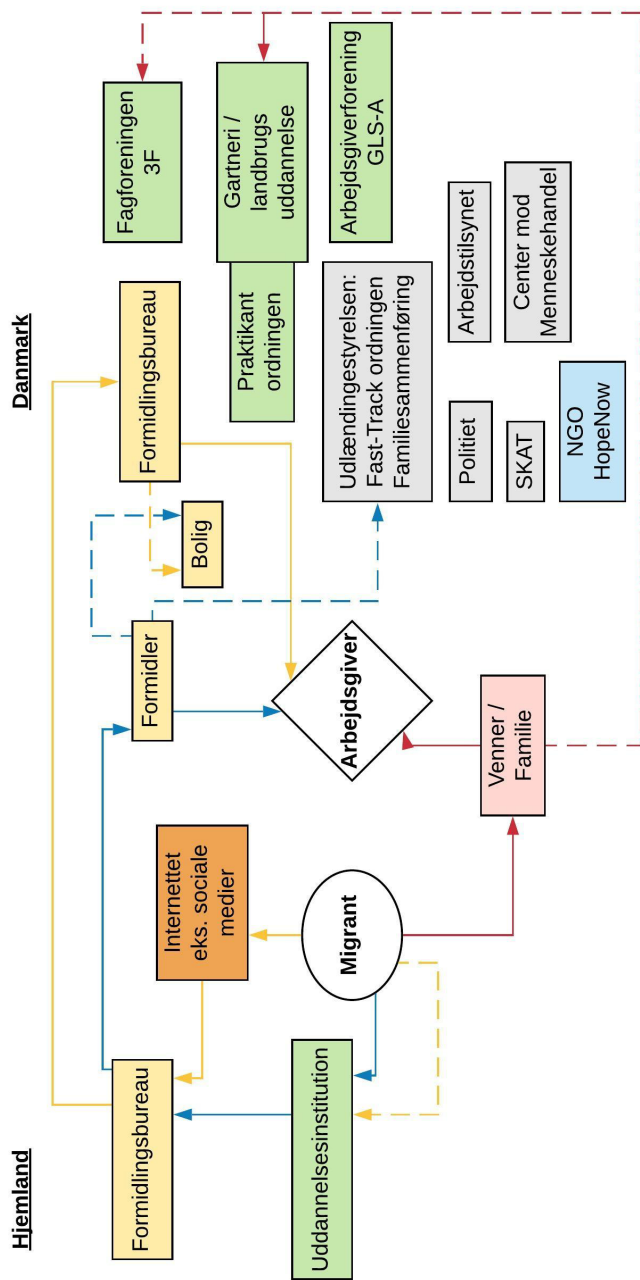 Hjemland
Danmark
Formidlingsbureau
Formidler
Formidlingsbureau
Fagforeningen
3F
Internettet
eks. sociale
medier
Bolig
Praktikant
ordningen
Gartneri /
landbrugs
uddannelse
Uddannelsesinstitution
Migrant
Arbejdsgiver
Udlændingestyrelsen:
Fast-Track ordningen
Familiesammenføring
Arbejdsgiverforening
GLS-A
Venner /
Familie
Politiet
Arbejdstilsynet
SKAT
Center mod
Menneskehandel
NGO
HopeNow